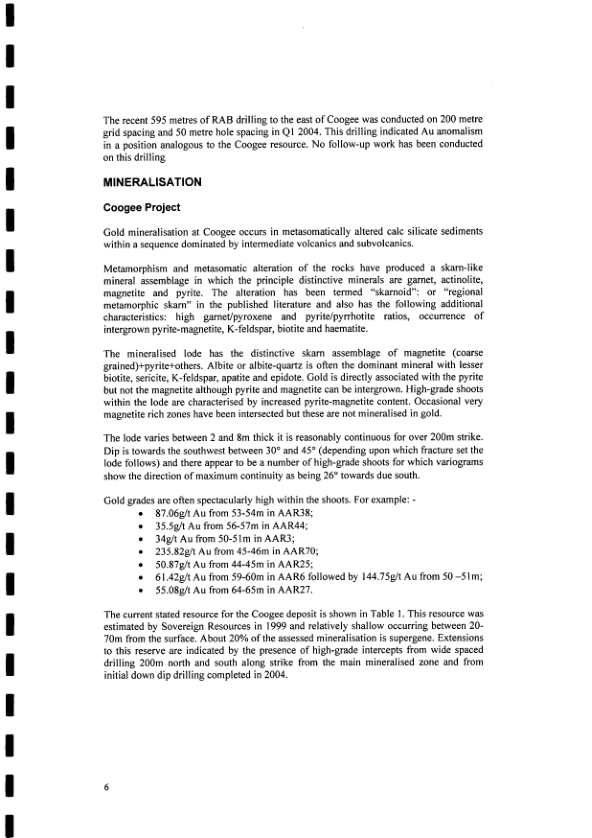 The recent 595 metres of RAB drilling to the east of Coogee was conducted on 200 metre
grid spacing and 50 metre hole spacing in Q1 2004. This drilling indicated Au anomalism
in a position analogous to the Coogee resource. No follow-up work has been conducted
on this drilling
MINERALISATION
Coogee Project
Gold mineralisation at Coogee occurs in metasomatically altered calc silicate sediments
within a sequence dominated by intermediate volcanics and subvolcanics.
Metamorphism and metasomatic alteration of the rocks have produced a skarn-like
mineral assemblage in which the principle distinctive minerals are garnet, actinolite,
magnetite and pyrite. The alteration has been termed "skarnoid": or "regional
metamorphic skarn" in the published literature and also has the following additional
characteristics: high garnet/pyroxene and pyrite/pyrrhotite ratios, occurrence of
intergrown pyrite-magnetite, K-feldspar, biotite and haematite.
The mineralised lode has the distinctive skarn assemblage of magnetite (coarse
grained)+pyrite+others. Albite or albite-quartz is often the dominant mineral with lesser
biotite, sericite, K-feldspar, apatite and epidote. Gold is directly associated with the pyrite
but not the magnetite although pyrite and magnetite can be intergrown. High-grade shoots
within the lode are characterised by increased pyrite-magnetite content. Occasional very
magnetite rich zones have been intersected but these are not mineralised in gold.
The lode varies between 2 and 8m thick it is reasonably continuous for over 200m strike.
Dip is towards the southwest between 30° and 45° (depending upon which fracture set the
lode follows) and there appear to be a number of high-grade shoots for which variograms
show the direction of maximum continuity as being 26° towards due south.
Gold grades are often spectacularly high within the shoots. For example: -
• 87.06g/t Au from 53-54m in AAR38;
• 35.5g/t Au from 56-57m in AAR44;
• 34g/t Au from 50-51m in AAR3;
• 235.82g/t Au from 45-46m in AAR70;
• 50.87g/t Au from 44-45m in AAR25;
• 61.42g/t Au from 59-60m in AAR6 followed by 144.75g/t Au from 50 –51m;
• 55.08g/t Au from 64-65m in AAR27.
The current stated resource for the Coogee deposit is shown in Table 1. This resource was
estimated by Sovereign Resources in 1999 and relatively shallow occurring between 20-
70m from the surface. About 20% of the assessed mineralisation is supergene. Extensions
to this reserve are indicated by the presence of high-grade intercepts from wide spaced
drilling 200m north and south along strike from the main mineralised zone and from
initial down dip drilling completed in 2004.
6